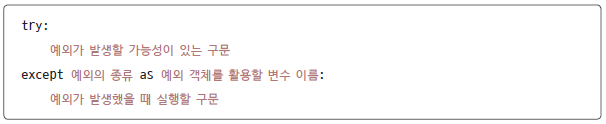 try:
예외가 발생할 가능성이 있는 구문
except 예외의 종류 as 예외 객체를 활용할 변수 이름:
예외가 발생했을 때 실행할 구문